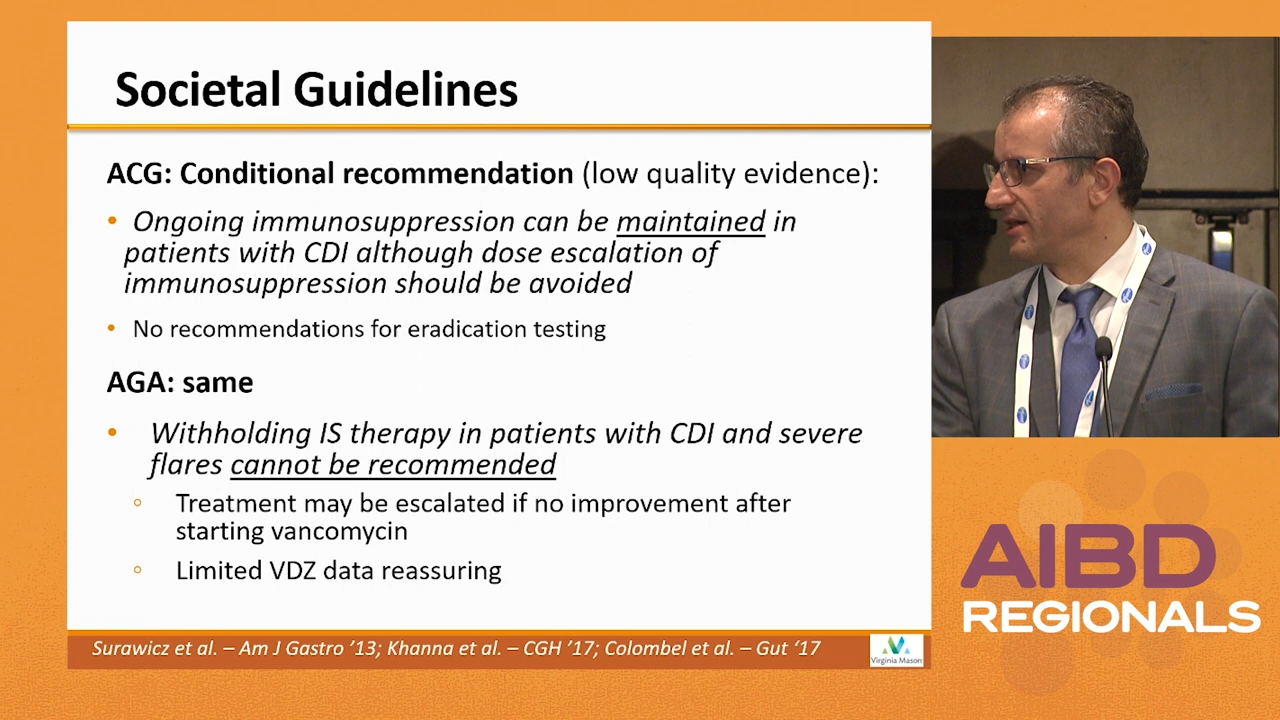 Societal Guidelines
ACG: Conditional recommendation (low quality evidence):
• Ongoing immunosuppression can be maintained in
patients with CDI although dose escalation of
immunosuppression should be avoided
• No recommendations for eradication testing
AGA: same
• Withholding IS therapy in patients with CDI and severe
flares cannot be recommended
◦ Treatment may be escalated if no improvement after
starting vancomycin
◦ Limited VDZ data reassuring
Surawicz et al. – Am J Gastro ’13; Khanna et al. – CGH ’17; Colombel et al. – Gut ‘17
Virginia Mason
AIBD
REGIONALS